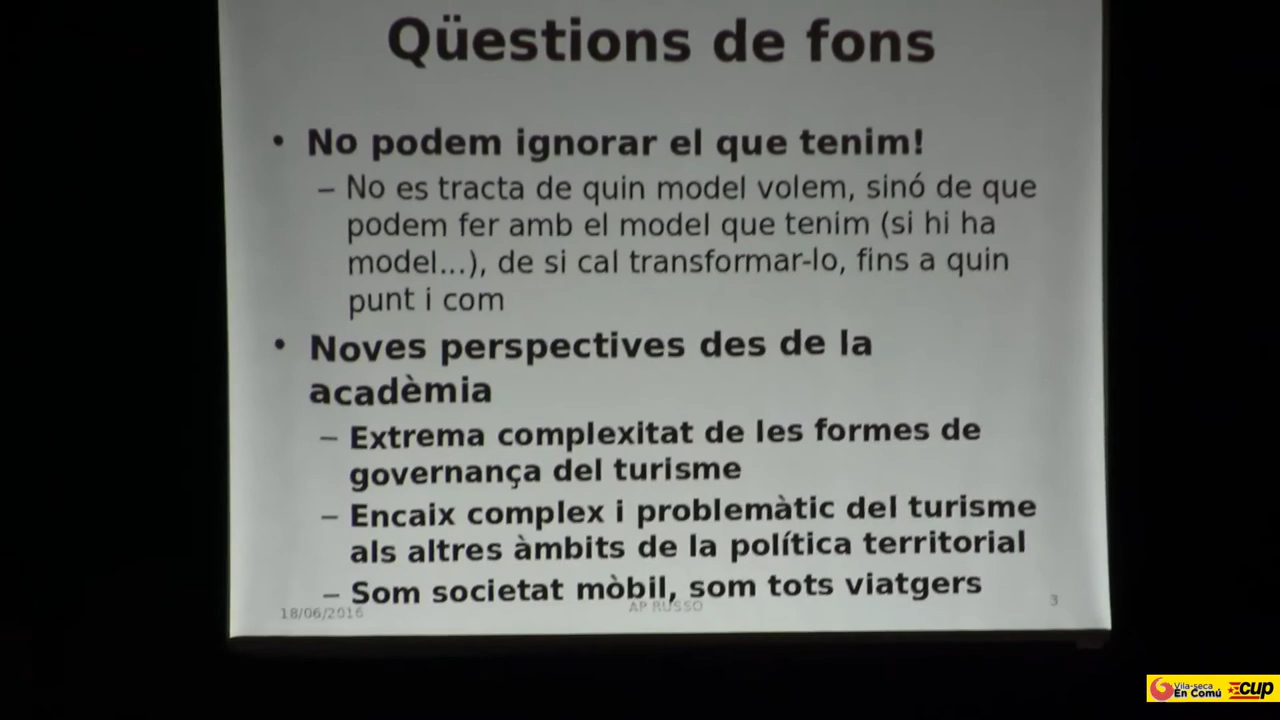 Qüestions de fons
• No podem ignorar el que tenim!
– No es tracta de quin model volem, sinó de que
podem fer amb el model que tenim (si hi ha
model...), de si cal transformar-lo, fins a quin
punt i com
• Noves perspectives des de la
acadèmia
– Extrema complexitat de les formes de
governança del turisme
– Encaix complex i problemàtic del turisme
als altres àmbits de la política territorial
– Som societat mòbil, som tots viatgers
18/06/2016 AP RUSSO 3
Vila-seca
En Comú cup